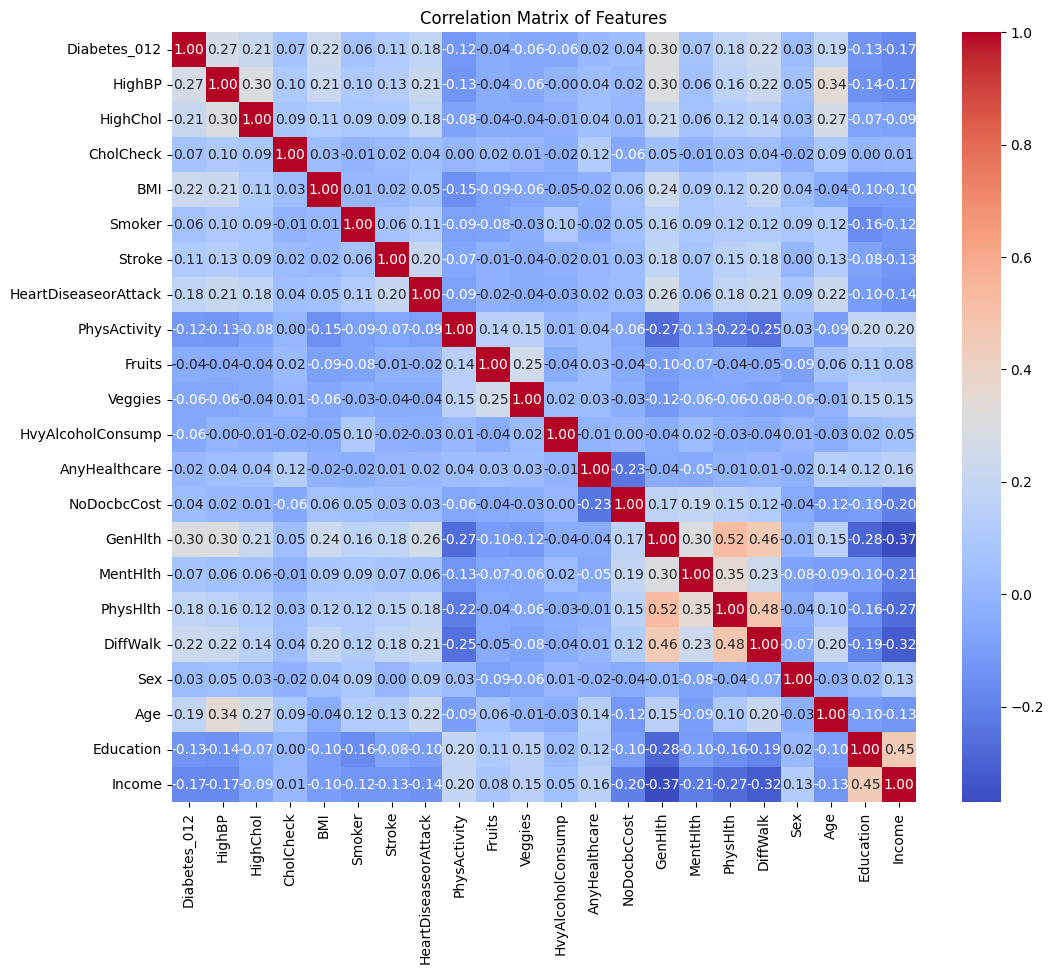 Correlation Matrix of Features
Diabetes_012 1.00 0.27 0.21 0.07 0.22 0.06 0.11 0.18 -0.12 -0.04 -0.06 -0.06 0.02 0.04 0.30 0.07 0.18 0.22 0.03 0.19 -0.13 -0.17
HighBP 0.27 1.00 0.30 0.10 0.21 0.10 0.13 0.21 -0.13 -0.04 -0.06 -0.00 0.04 0.02 0.30 0.06 0.16 0.22 0.05 0.34 -0.14 -0.17
HighChol 0.21 0.30 1.00 0.09 0.11 0.09 0.09 0.18 -0.08 -0.04 -0.04 -0.01 0.04 0.01 0.21 0.06 0.12 0.14 0.03 0.27 -0.07 -0.09
CholCheck 0.07 0.10 0.09 1.00 0.03 -0.01 0.02 0.04 0.00 0.02 0.01 -0.02 0.12 -0.06 0.05 -0.01 0.03 0.04 -0.02 0.09 0.00 0.01
BMI 0.22 0.21 0.11 0.03 1.00 0.01 0.02 0.05 -0.15 -0.09 -0.06 -0.05 -0.02 0.06 0.24 0.09 0.12 0.20 0.04 -0.04 -0.10 -0.10
Smoker 0.06 0.10 0.09 -0.01 0.01 1.00 0.06 0.11 -0.09 -0.08 -0.03 0.10 -0.02 0.05 0.16 0.09 0.12 0.12 0.09 0.12 -0.16 -0.12
Stroke 0.11 0.13 0.09 0.02 0.02 0.06 1.00 0.20 -0.07 -0.01 -0.04 -0.02 0.01 0.03 0.18 0.07 0.15 0.18 0.00 0.13 -0.08 -0.13
HeartDiseaseorAttack 0.18 0.21 0.18 0.04 0.05 0.11 0.20 1.00 -0.09 -0.02 -0.04 -0.03 0.02 0.03 0.26 0.06 0.18 0.21 0.09 0.22 -0.10 -0.14
PhysActivity -0.12 -0.13 -0.08 0.00 -0.15 -0.09 -0.07 -0.09 1.00 0.14 0.15 0.01 0.04 -0.06 -0.27 -0.13 -0.22 -0.25 0.03 -0.09 0.20 0.20
Fruits -0.04 -0.04 -0.04 0.02 -0.09 -0.08 -0.01 -0.02 0.14 1.00 0.25 -0.04 0.03 -0.04 -0.10 -0.07 -0.04 -0.05 -0.09 0.06 0.11 0.08
Veggies -0.06 -0.06 -0.04 0.01 -0.06 -0.03 -0.04 -0.04 0.15 0.25 1.00 0.02 0.03 -0.03 -0.12 -0.06 -0.06 -0.08 -0.06 -0.01 0.15 0.15
HvyAlcoholConsump -0.06 -0.00 -0.01 -0.02 -0.05 0.10 -0.02 -0.03 0.01 -0.04 0.02 1.00 -0.01 0.00 -0.04 0.02 -0.03 -0.04 0.01 -0.03 0.02 0.05
AnyHealthcare 0.02 0.04 0.04 0.12 -0.02 -0.02 0.01 0.02 0.04 0.03 0.03 -0.01 1.00 -0.23 -0.04 -0.05 -0.01 0.01 -0.02 0.14 0.12 0.16
NoDocbcCost 0.04 0.02 0.01 -0.06 0.06 0.05 0.03 0.03 -0.06 -0.04 -0.03 0.00 -0.23 1.00 0.17 0.19 0.15 0.12 -0.04 -0.12 -0.10 -0.20
GenHlth 0.30 0.30 0.21 0.05 0.24 0.16 0.18 0.26 -0.27 -0.10 -0.12 -0.04 -0.04 0.17 1.00 0.30 0.52 0.46 -0.01 0.15 -0.28 -0.37
MentHlth 0.07 0.06 0.06 -0.01 0.09 0.09 0.07 0.06 -0.13 -0.07 -0.06 0.02 -0.05 0.19 0.30 1.00 0.35 0.23 -0.08 -0.09 -0.10 -0.21
PhysHlth 0.18 0.16 0.12 0.03 0.12 0.12 0.15 0.18 -0.22 -0.04 -0.06 -0.03 -0.01 0.15 0.52 0.35 1.00 0.48 -0.04 0.10 -0.16 -0.27
DiffWalk 0.22 0.22 0.14 0.04 0.20 0.12 0.18 0.21 -0.25 -0.05 -0.08 -0.04 0.01 0.12 0.46 0.23 0.48 1.00 -0.07 0.20 -0.19 -0.32
Sex 0.03 0.05 0.03 -0.02 0.04 0.09 0.00 0.09 0.03 -0.09 -0.06 0.01 -0.02 -0.04 -0.01 -0.08 -0.04 -0.07 1.00 -0.03 0.02 0.13
Age 0.19 0.34 0.27 0.09 -0.04 0.12 0.13 0.22 -0.09 0.06 -0.01 -0.03 0.14 -0.12 0.15 -0.09 0.10 0.20 -0.03 1.00 -0.10 -0.13
Education -0.13 -0.14 -0.07 0.00 -0.10 -0.16 -0.08 -0.10 0.20 0.11 0.15 0.02 0.12 -0.10 -0.28 -0.10 -0.16 -0.19 0.02 -0.10 1.00 0.45
Income -0.17 -0.17 -0.09 0.01 -0.10 -0.12 -0.13 -0.14 0.20 0.08 0.15 0.05 0.16 -0.20 -0.37 -0.21 -0.27 -0.32 0.13 -0.13 0.45 1.00
Diabetes_012
HighBP
HighChol
CholCheck
BMI
Smoker
Stroke
HeartDiseaseorAttack
PhysActivity
Fruits
Veggies
HvyAlcoholConsump
AnyHealthcare
NoDocbcCost
GenHlth
MentHlth
PhysHlth
DiffWalk
Sex
Age
Education
Income
1.0
0.8
0.6
0.4
0.2
0.0
−0.2